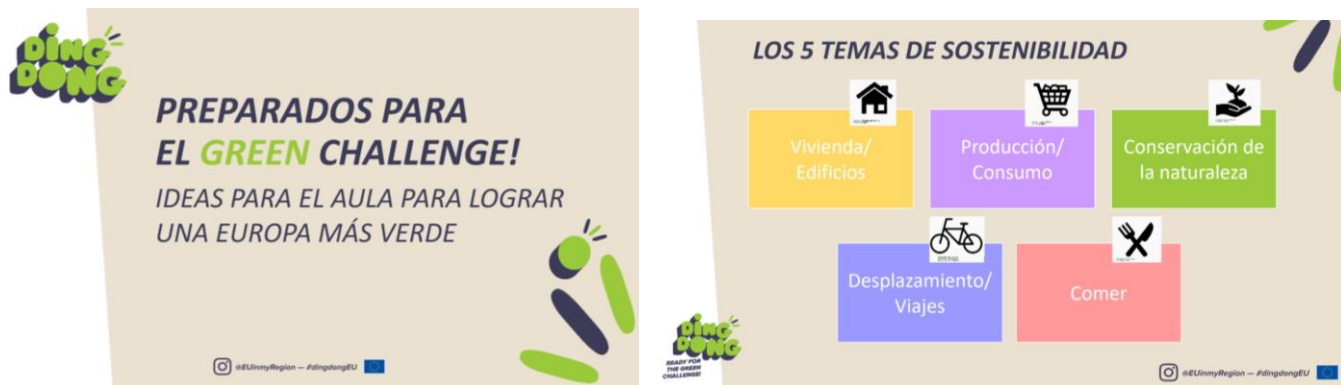 DING
DONG
PREPARADOS PARA
EL GREEN CHALLENGE!
IDEAS PARA EL AULA PARA LOGRAR
UNA EUROPA MÁS VERDE
@EUinmyRegion — #dingdongEU
LOS 5 TEMAS DE SOSTENIBILIDAD
Vivienda/
Edificios
Producción/
Consumo
Conservación de
la naturaleza
Desplazamiento/
Viajes
Comer
DING
DONG
READY FOR
THE GREEN
CHALLENGE!
@EUinmyRegion — #dingdongEU